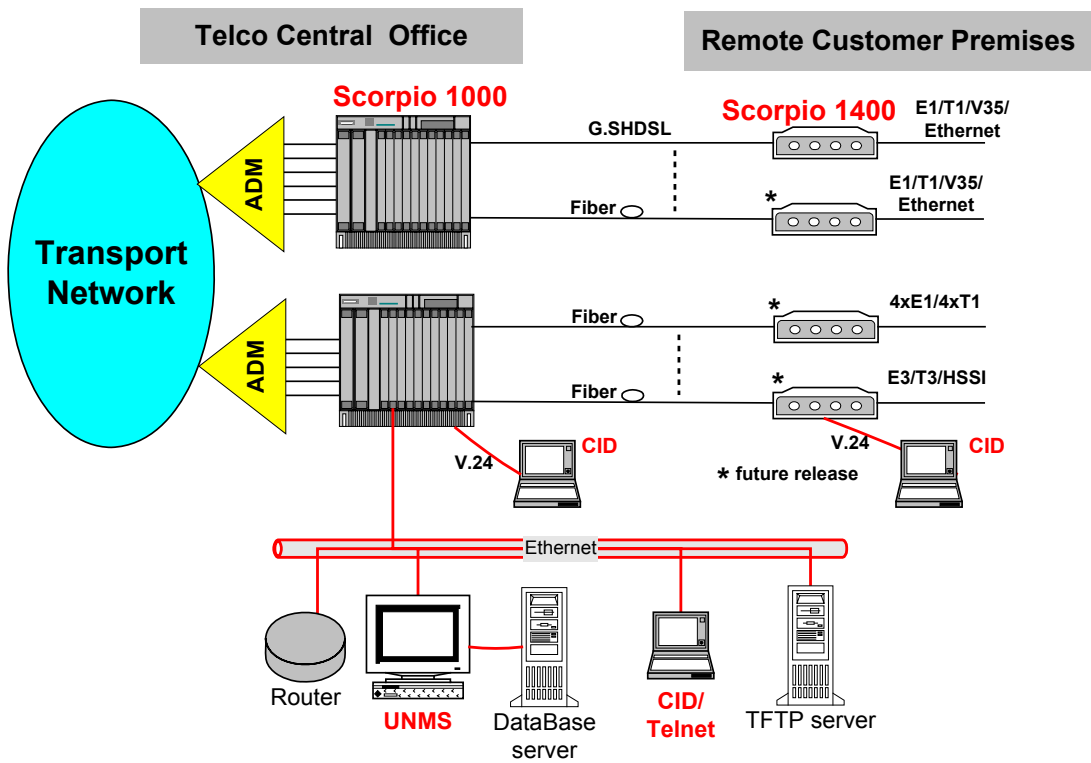 Telco Central Office
Remote Customer Premises
Scorpio 1000
Scorpio 1400
E1/T1/V35/
Ethernet
G.SHDSL
ADM
E1/T1/V35/
Ethernet
*
Fiber
Transport
Network
4xE1/4xT1
*
Fiber
ADM
E3/T3/HSSI
*
Fiber
CID
V.24
V.24
CID
* future release
Ethernet
Router
UNMS
DataBase
server
CID/
Telnet
TFTP server